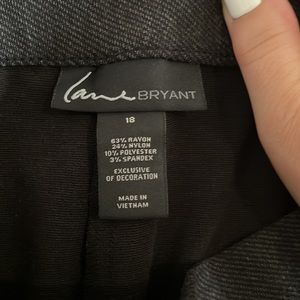 Lane BRYANT
18
63% RAYON
24% NYLON
10% POLYESTER
3% SPANDEX
EXCLUSIVE
OF DECORATION
MADE IN
VIETNAM